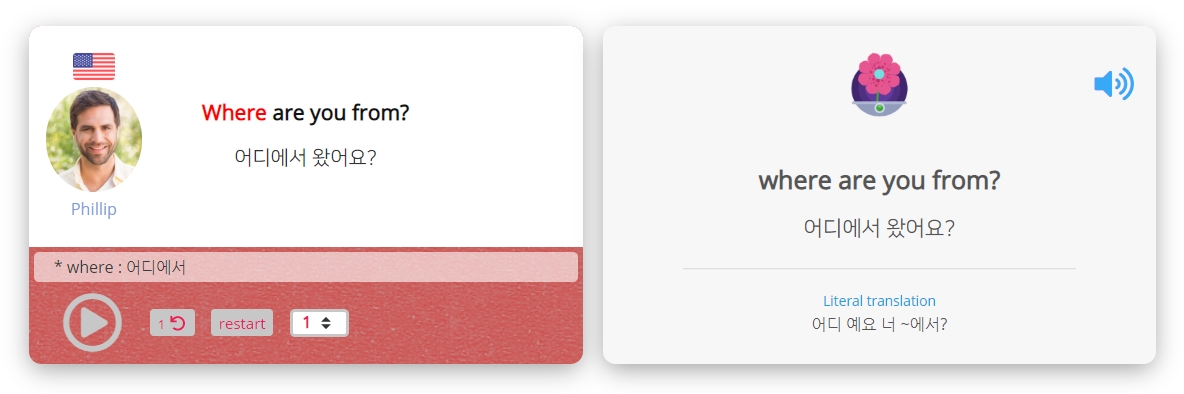 Where are you from?
어디에서 왔어요?
Phillip
* where : 어디에서
1
restart
1
where are you from?
어디에서 왔어요?
Literal translation
어디 예요 너 ~에서?